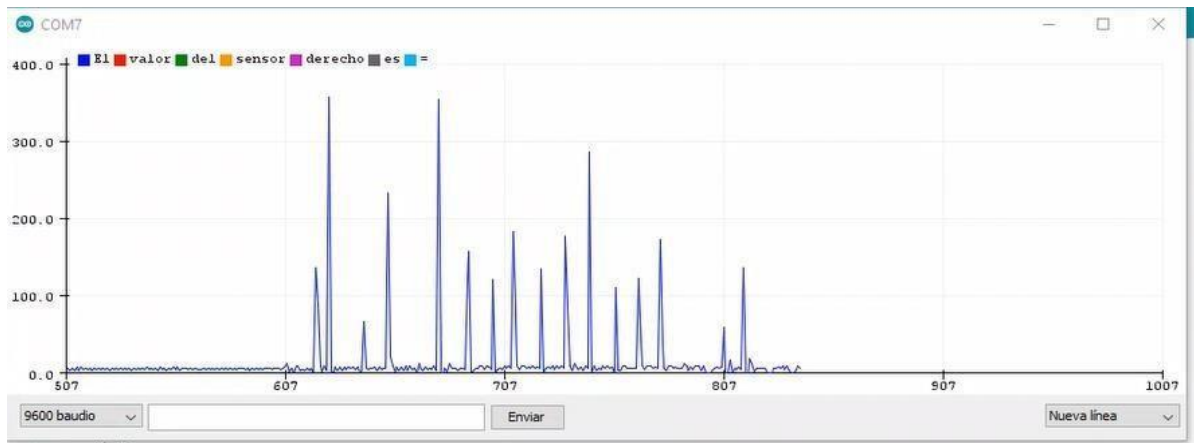 COM7
El valor del sensor derecho es =
400.0
300.0
200.0
100.0
0.0
507 607 707 807 907 1007
9600 baudio Enviar Nueva línea